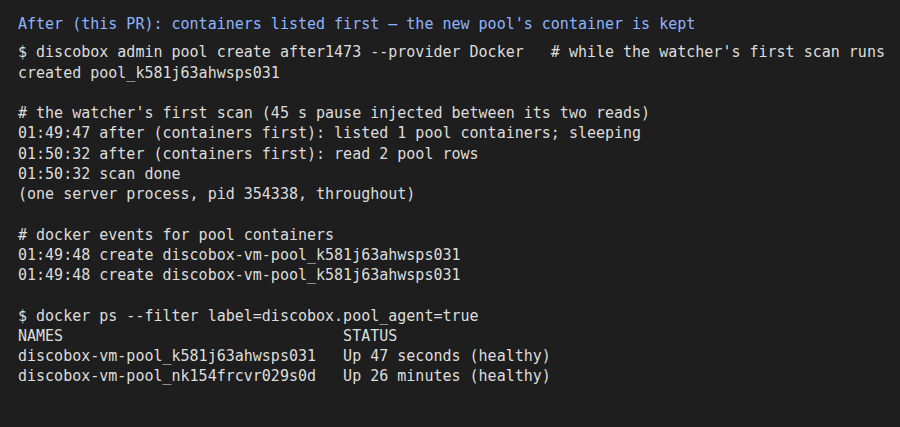 After (this PR): containers listed first — the new pool's container is kept
$ discobox admin pool create after1473 --provider Docker   # while the watcher's first scan runs
created pool_k581j63ahwsps031
# the watcher's first scan (45 s pause injected between its two reads)
01:49:47 after (containers first): listed 1 pool containers; sleeping
01:50:32 after (containers first): read 2 pool rows
01:50:32 scan done
(one server process, pid 354338, throughout)
# docker events for pool containers
01:49:48 create discobox-vm-pool_k581j63ahwsps031
01:49:48 create discobox-vm-pool_k581j63ahwsps031
$ docker ps --filter label=discobox.pool_agent=true
NAMES                               STATUS
discobox-vm-pool_k581j63ahwsps031   Up 47 seconds (healthy)
discobox-vm-pool_nk154frcvr029s0d   Up 26 minutes (healthy)